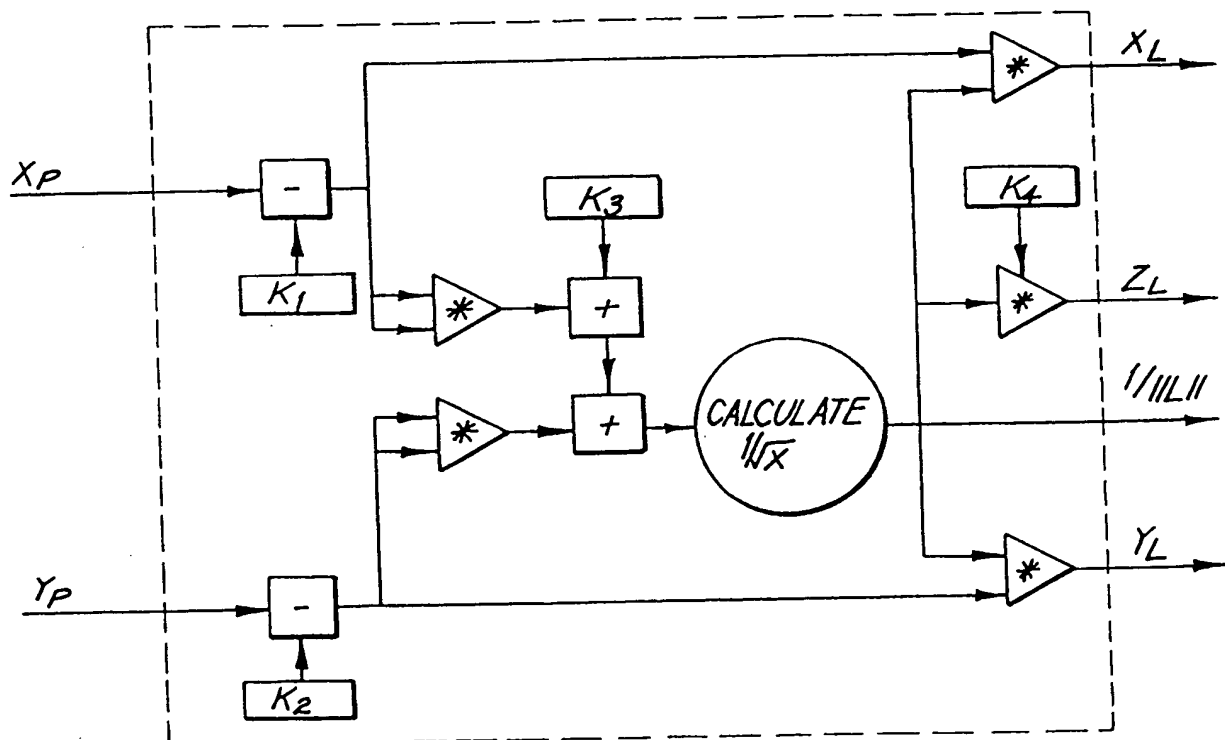 X_L
*
X_P
-
K_3
K_4
K_1
*
+
*
Z_L
1/||L||
*
+
CALCULATE
1/√X
Y_L
*
Y_P
-
K_2